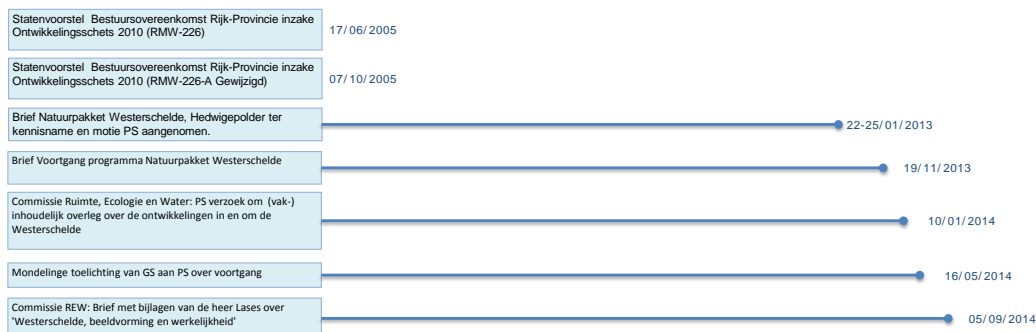 Statenvoorstel Bestuursovereenkomst Rijk-Provincie inzake
Ontwikkelingsschets 2010 (RMW-226)
17/06/2005
Statenvoorstel Bestuursovereenkomst Rijk-Provincie inzake
Ontwikkelingsschets 2010 (RMW-226-A Gewijzigd)
07/10/2005
Brief Natuurpakket Westerschelde, Hedwigepolder ter
kennisname en motie PS aangenomen.
22-25/01/2013
Brief Voortgang programma Natuurpakket Westerschelde
19/11/2013
Commissie Ruimte, Ecologie en Water: PS verzoek om (vak-)
inhoudelijk overleg over de ontwikkelingen in en om de
Westerschelde
10/01/2014
Mondelinge toelichting van GS aan PS over voortgang
16/05/2014
Commissie REW: Brief met bijlagen van de heer Lases over
'Westerschelde, beeldvorming en werkelijkheid'
05/09/2014